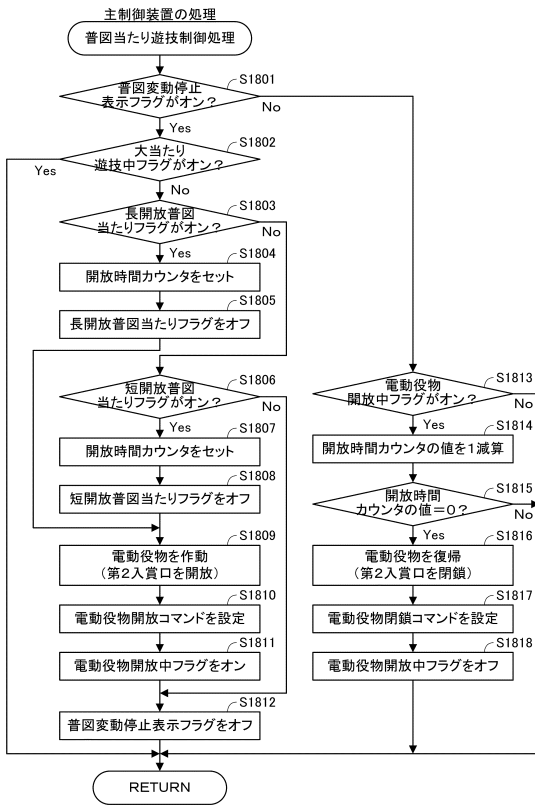 主制御装置の処理
普図当たり遊技制御処理
S1801
普図変動停止
表示フラグがオン？
No
Yes
S1802
大当たり
遊技中フラグがオン？
Yes
No
S1803
長開放普図
当たりフラグがオン？
No
Yes
S1804
開放時間カウンタをセット
S1805
長開放普図当たりフラグをオフ
S1806
短開放普図
当たりフラグがオン？
No
Yes
S1807
開放時間カウンタをセット
S1808
短開放普図当たりフラグをオフ
S1809
電動役物を作動
（第２入賞口を開放）
S1810
電動役物開放コマンドを設定
S1811
電動役物開放中フラグをオン
S1812
普図変動停止表示フラグをオフ
S1813
電動役物
開放中フラグがオン？
No
Yes
S1814
開放時間カウンタの値を１減算
S1815
開放時間
カウンタの値＝０？
No
Yes
S1816
電動役物を復帰
（第２入賞口を閉鎖）
S1817
電動役物閉鎖コマンドを設定
S1818
電動役物開放中フラグをオフ
RETURN